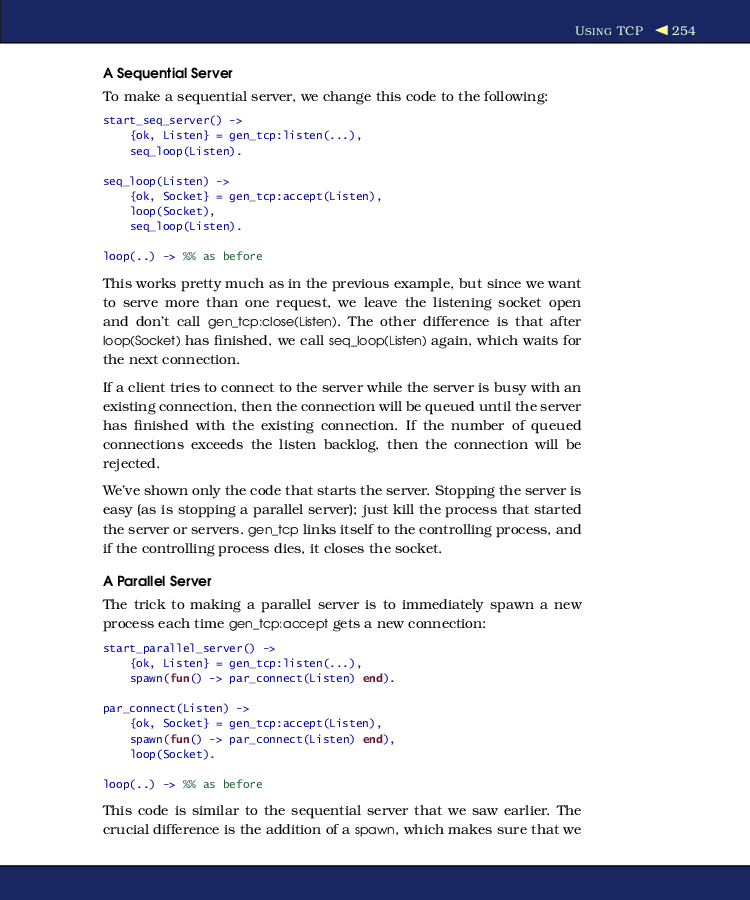 USING TCP ◀ 254
A Sequential Server
To make a sequential server, we change this code to the following:
start_seq_server() ->
    {ok, Listen} = gen_tcp:listen(...),
    seq_loop(Listen).
seq_loop(Listen) ->
    {ok, Socket} = gen_tcp:accept(Listen),
    loop(Socket),
    seq_loop(Listen).
loop(..) -> %% as before
This works pretty much as in the previous example, but since we want
to serve more than one request, we leave the listening socket open
and don't call gen_tcp:close(Listen). The other difference is that after
loop(Socket) has finished, we call seq_loop(Listen) again, which waits for
the next connection.
If a client tries to connect to the server while the server is busy with an
existing connection, then the connection will be queued until the server
has finished with the existing connection. If the number of queued
connections exceeds the listen backlog, then the connection will be
rejected.
We've shown only the code that starts the server. Stopping the server is
easy (as is stopping a parallel server); just kill the process that started
the server or servers. gen_tcp links itself to the controlling process, and
if the controlling process dies, it closes the socket.
A Parallel Server
The trick to making a parallel server is to immediately spawn a new
process each time gen_tcp:accept gets a new connection:
start_parallel_server() ->
    {ok, Listen} = gen_tcp:listen(...),
    spawn(fun() -> par_connect(Listen) end).
par_connect(Listen) ->
    {ok, Socket} = gen_tcp:accept(Listen),
    spawn(fun() -> par_connect(Listen) end),
    loop(Socket).
loop(..) -> %% as before
This code is similar to the sequential server that we saw earlier. The
crucial difference is the addition of a spawn, which makes sure that we